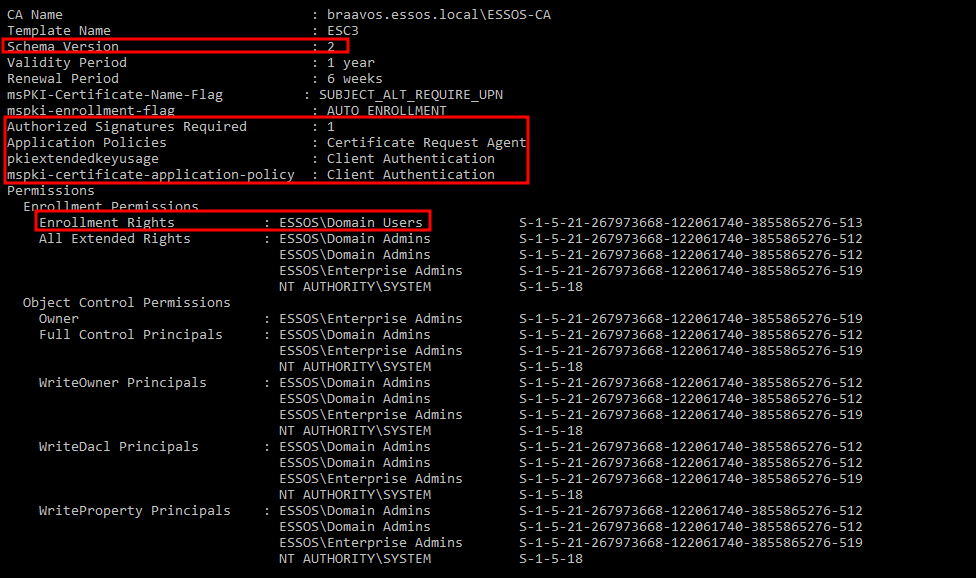 CA Name : braavos.essos.local\ESSOS-CA
Template Name : ESC3
Schema Version : 2
Validity Period : 1 year
Renewal Period : 6 weeks
msPKI-Certificate-Name-Flag : SUBJECT_ALT_REQUIRE_UPN
mspki-enrollment-flag : AUTO_ENROLLMENT
Authorized Signatures Required : 1
Application Policies : Certificate Request Agent
pkiextendedkeyusage : Client Authentication
mspki-certificate-application-policy : Client Authentication
Permissions
Enrollment Permissions
Enrollment Rights : ESSOS\Domain Users S-1-5-21-267973668-122061740-3855865276-513
All Extended Rights : ESSOS\Domain Admins S-1-5-21-267973668-122061740-3855865276-512
ESSOS\Domain Admins S-1-5-21-267973668-122061740-3855865276-512
ESSOS\Enterprise Admins S-1-5-21-267973668-122061740-3855865276-519
NT AUTHORITY\SYSTEM S-1-5-18
Object Control Permissions
Owner : ESSOS\Enterprise Admins S-1-5-21-267973668-122061740-3855865276-519
Full Control Principals : ESSOS\Domain Admins S-1-5-21-267973668-122061740-3855865276-512
ESSOS\Enterprise Admins S-1-5-21-267973668-122061740-3855865276-519
NT AUTHORITY\SYSTEM S-1-5-18
WriteOwner Principals : ESSOS\Domain Admins S-1-5-21-267973668-122061740-3855865276-512
ESSOS\Domain Admins S-1-5-21-267973668-122061740-3855865276-512
ESSOS\Enterprise Admins S-1-5-21-267973668-122061740-3855865276-519
NT AUTHORITY\SYSTEM S-1-5-18
WriteDacl Principals : ESSOS\Domain Admins S-1-5-21-267973668-122061740-3855865276-512
ESSOS\Domain Admins S-1-5-21-267973668-122061740-3855865276-512
ESSOS\Enterprise Admins S-1-5-21-267973668-122061740-3855865276-519
NT AUTHORITY\SYSTEM S-1-5-18
WriteProperty Principals : ESSOS\Domain Admins S-1-5-21-267973668-122061740-3855865276-512
ESSOS\Domain Admins S-1-5-21-267973668-122061740-3855865276-512
ESSOS\Enterprise Admins S-1-5-21-267973668-122061740-3855865276-519
NT AUTHORITY\SYSTEM S-1-5-18